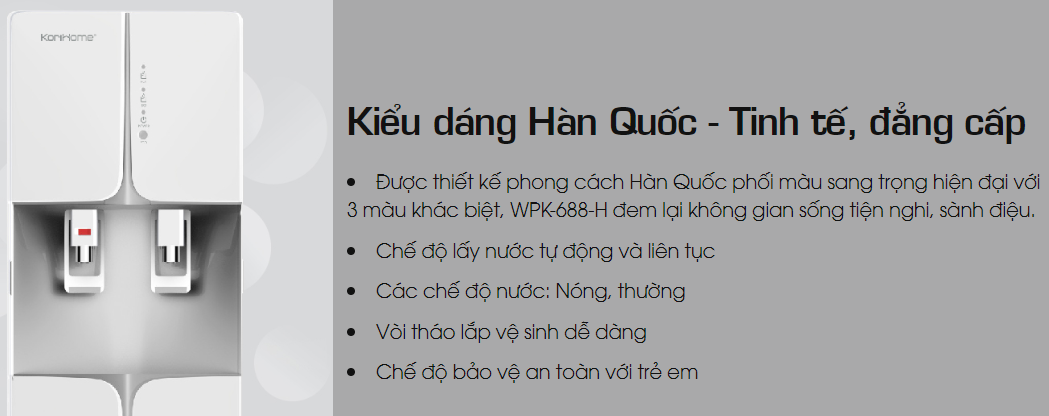 KoriHome
Kiểu dáng Hàn Quốc - Tinh tế, đẳng cấp
• Được thiết kế phong cách Hàn Quốc phối màu sang trọng hiện đại với
3 màu khác biệt, WPK-688-H đem lại không gian sống tiện nghi, sành điệu.
• Chế độ lấy nước tự động và liên tục
• Các chế độ nước: Nóng, thường
• Vòi tháo lắp vệ sinh dễ dàng
• Chế độ bảo vệ an toàn với trẻ em